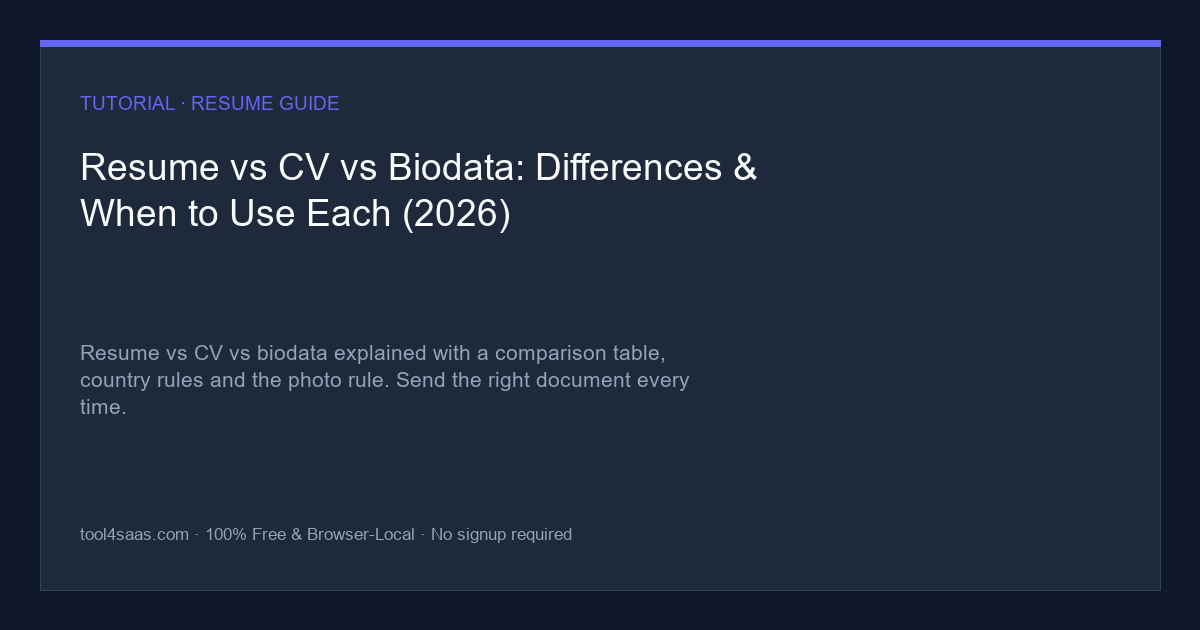 TUTORIAL · RESUME GUIDE
Resume vs CV vs Biodata: Differences &
When to Use Each (2026)
Resume vs CV vs biodata explained with a comparison table,
country rules and the photo rule. Send the right document every
time.
tool4saas.com · 100% Free & Browser-Local · No signup required